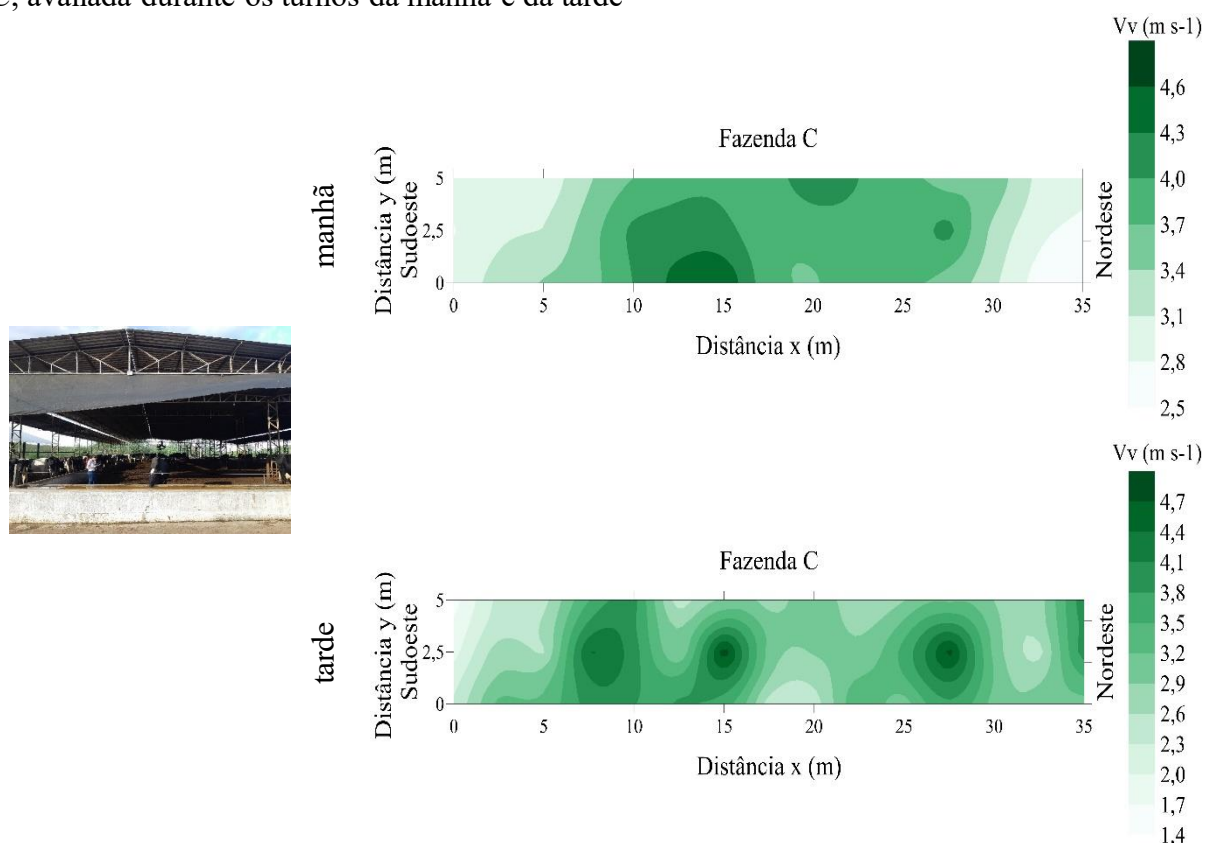 C, avaliada durante os turnos da manhã e da tarde
Vv (m s-1)
4,6
4,3
4,0
3,7
3,4
3,1
2,8
2,5
Fazenda C
manhã
Distância y (m)
Sudoeste
5
2,5
0
Nordeste
0 5 10 15 20 25 30 35
Distância x (m)
Vv (m s-1)
4,7
4,4
4,1
3,8
3,5
3,2
2,9
2,6
2,3
2,0
1,7
1,4
Fazenda C
tarde
Distância y (m)
Sudoeste
5
2,5
0
Nordeste
0 5 10 15 20 25 30 35
Distância x (m)